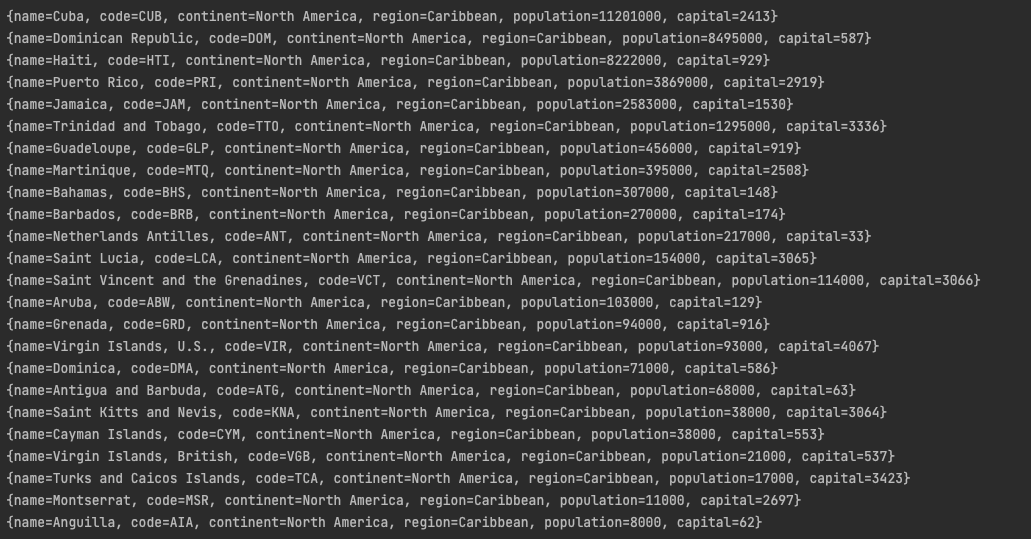 {name=Cuba, code=CUB, continent=North America, region=Caribbean, population=11201000, capital=2413}
{name=Dominican Republic, code=DOM, continent=North America, region=Caribbean, population=8495000, capital=587}
{name=Haiti, code=HTI, continent=North America, region=Caribbean, population=8222000, capital=929}
{name=Puerto Rico, code=PRI, continent=North America, region=Caribbean, population=3869000, capital=2919}
{name=Jamaica, code=JAM, continent=North America, region=Caribbean, population=2583000, capital=1530}
{name=Trinidad and Tobago, code=TTO, continent=North America, region=Caribbean, population=1295000, capital=3336}
{name=Guadeloupe, code=GLP, continent=North America, region=Caribbean, population=456000, capital=919}
{name=Martinique, code=MTQ, continent=North America, region=Caribbean, population=395000, capital=2508}
{name=Bahamas, code=BHS, continent=North America, region=Caribbean, population=307000, capital=148}
{name=Barbados, code=BRB, continent=North America, region=Caribbean, population=270000, capital=174}
{name=Netherlands Antilles, code=ANT, continent=North America, region=Caribbean, population=217000, capital=33}
{name=Saint Lucia, code=LCA, continent=North America, region=Caribbean, population=154000, capital=3065}
{name=Saint Vincent and the Grenadines, code=VCT, continent=North America, region=Caribbean, population=114000, capital=3066}
{name=Aruba, code=ABW, continent=North America, region=Caribbean, population=103000, capital=129}
{name=Grenada, code=GRD, continent=North America, region=Caribbean, population=94000, capital=916}
{name=Virgin Islands, U.S., code=VIR, continent=North America, region=Caribbean, population=93000, capital=4067}
{name=Dominica, code=DMA, continent=North America, region=Caribbean, population=71000, capital=586}
{name=Antigua and Barbuda, code=ATG, continent=North America, region=Caribbean, population=68000, capital=63}
{name=Saint Kitts and Nevis, code=KNA, continent=North America, region=Caribbean, population=38000, capital=3064}
{name=Cayman Islands, code=CYM, continent=North America, region=Caribbean, population=38000, capital=553}
{name=Virgin Islands, British, code=VGB, continent=North America, region=Caribbean, population=21000, capital=537}
{name=Turks and Caicos Islands, code=TCA, continent=North America, region=Caribbean, population=17000, capital=3423}
{name=Montserrat, code=MSR, continent=North America, region=Caribbean, population=11000, capital=2697}
{name=Anguilla, code=AIA, continent=North America, region=Caribbean, population=8000, capital=62}